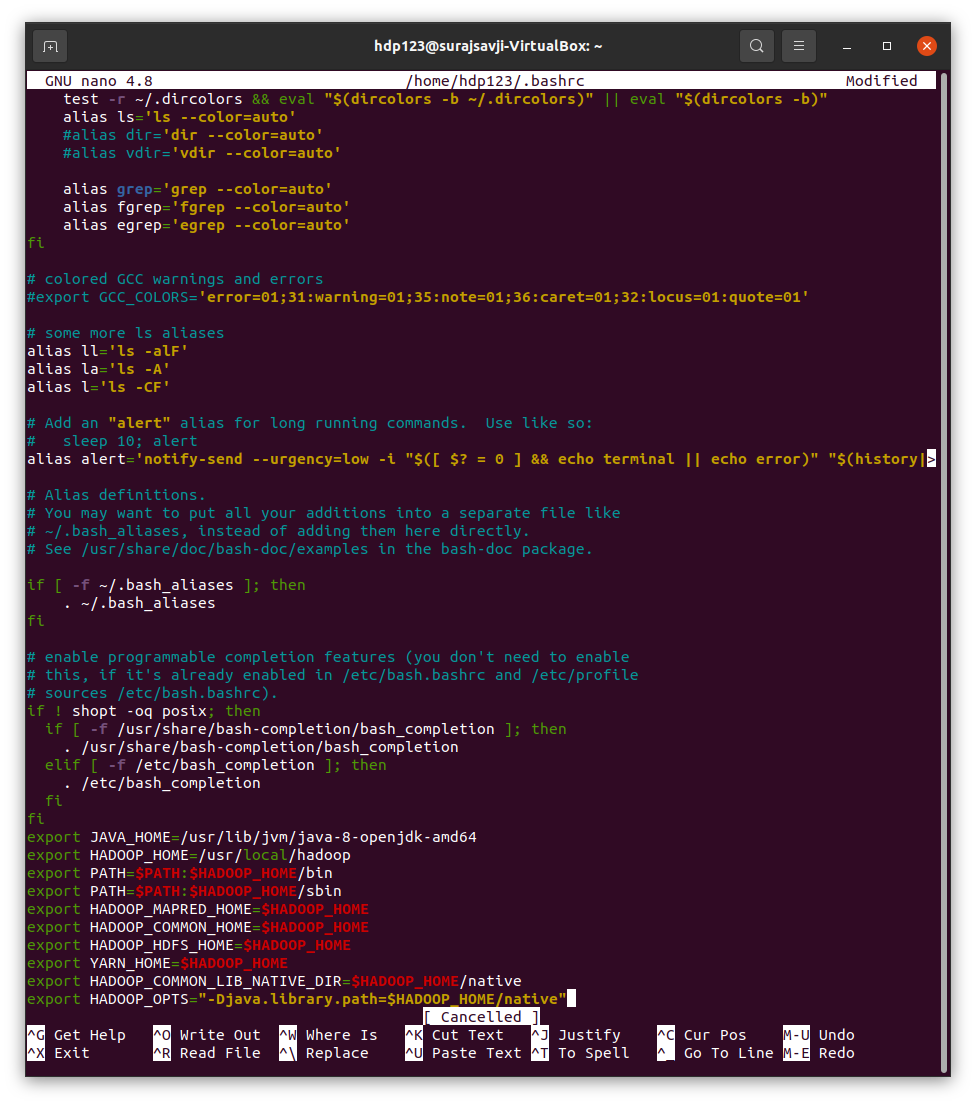 hdp123@surajsavji-VirtualBox: ~
GNU nano 4.8 /home/hdp123/.bashrc Modified
    test -r ~/.dircolors && eval "$(dircolors -b ~/.dircolors)" || eval "$(dircolors -b)"
    alias ls='ls --color=auto'
    #alias dir='dir --color=auto'
    #alias vdir='vdir --color=auto'

    alias grep='grep --color=auto'
    alias fgrep='fgrep --color=auto'
    alias egrep='egrep --color=auto'
fi

# colored GCC warnings and errors
#export GCC_COLORS='error=01;31:warning=01;35:note=01;36:caret=01;32:locus=01:quote=01'

# some more ls aliases
alias ll='ls -alF'
alias la='ls -A'
alias l='ls -CF'

# Add an "alert" alias for long running commands.  Use like so:
#   sleep 10; alert
alias alert='notify-send --urgency=low -i "$([ $? = 0 ] && echo terminal || echo error)" "$(history|>

# Alias definitions.
# You may want to put all your additions into a separate file like
# ~/.bash_aliases, instead of adding them here directly.
# See /usr/share/doc/bash-doc/examples in the bash-doc package.

if [ -f ~/.bash_aliases ]; then
    . ~/.bash_aliases
fi

# enable programmable completion features (you don't need to enable
# this, if it's already enabled in /etc/bash.bashrc and /etc/profile
# sources /etc/bash.bashrc).
if ! shopt -oq posix; then
  if [ -f /usr/share/bash-completion/bash_completion ]; then
    . /usr/share/bash-completion/bash_completion
  elif [ -f /etc/bash_completion ]; then
    . /etc/bash_completion
  fi
fi
export JAVA_HOME=/usr/lib/jvm/java-8-openjdk-amd64
export HADOOP_HOME=/usr/local/hadoop
export PATH=$PATH:$HADOOP_HOME/bin
export PATH=$PATH:$HADOOP_HOME/sbin
export HADOOP_MAPRED_HOME=$HADOOP_HOME
export HADOOP_COMMON_HOME=$HADOOP_HOME
export HADOOP_HDFS_HOME=$HADOOP_HOME
export YARN_HOME=$HADOOP_HOME
export HADOOP_COMMON_LIB_NATIVE_DIR=$HADOOP_HOME/native
export HADOOP_OPTS="-Djava.library.path=$HADOOP_HOME/native"
[ Cancelled ]
^G Get Help ^O Write Out ^W Where Is ^K Cut Text ^J Justify ^C Cur Pos M-U Undo
^X Exit ^R Read File ^\ Replace ^U Paste Text ^T To Spell ^_ Go To Line M-E Redo